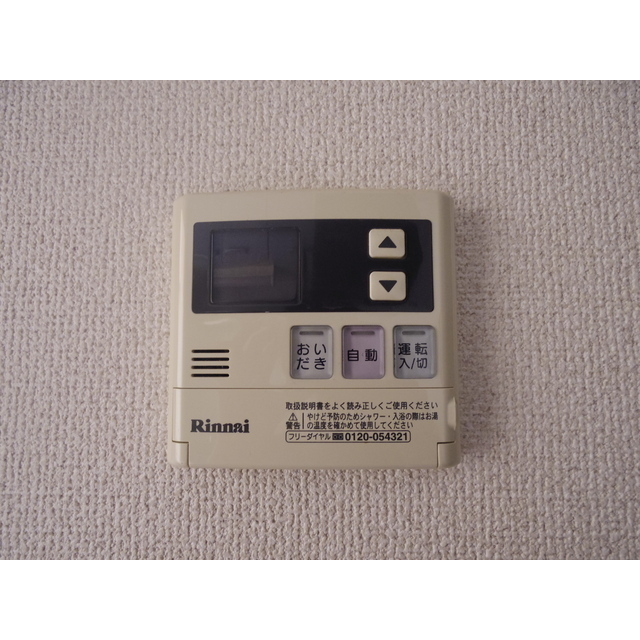 ▲
▼
おい
だき
自動
運転
入/切
取扱説明書をよく読み正しくご使用ください
Rinnai
警告
やけど予防のためシャワー・入浴の際はお湯
の温度を確かめて使用してください
フリーダイヤル 0120-054321